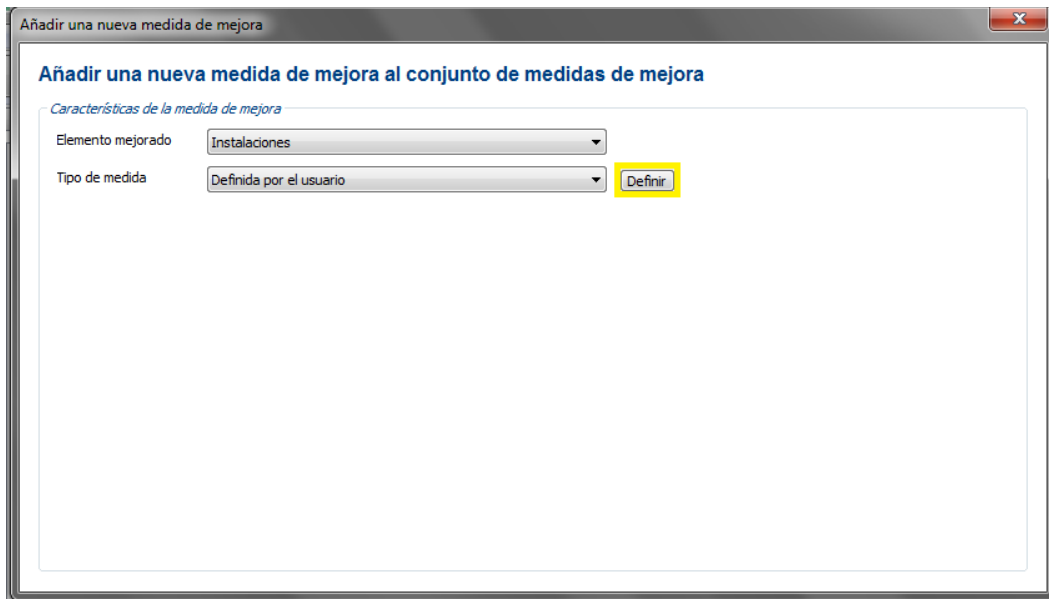 Añadir una nueva medida de mejora
x
Añadir una nueva medida de mejora al conjunto de medidas de mejora
Características de la medida de mejora
Elemento mejorado Instalaciones
Tipo de medida Definida por el usuario Definir